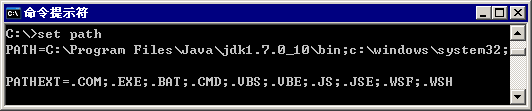 命令提示符
C:\>set path
PATH=C:\Program Files\Java\jdk1.7.0_10\bin;c:\windows\system32;
PATHEXT=.COM;.EXE;.BAT;.CMD;.VBS;.VBE;.JS;.JSE;.WSF;.WSH